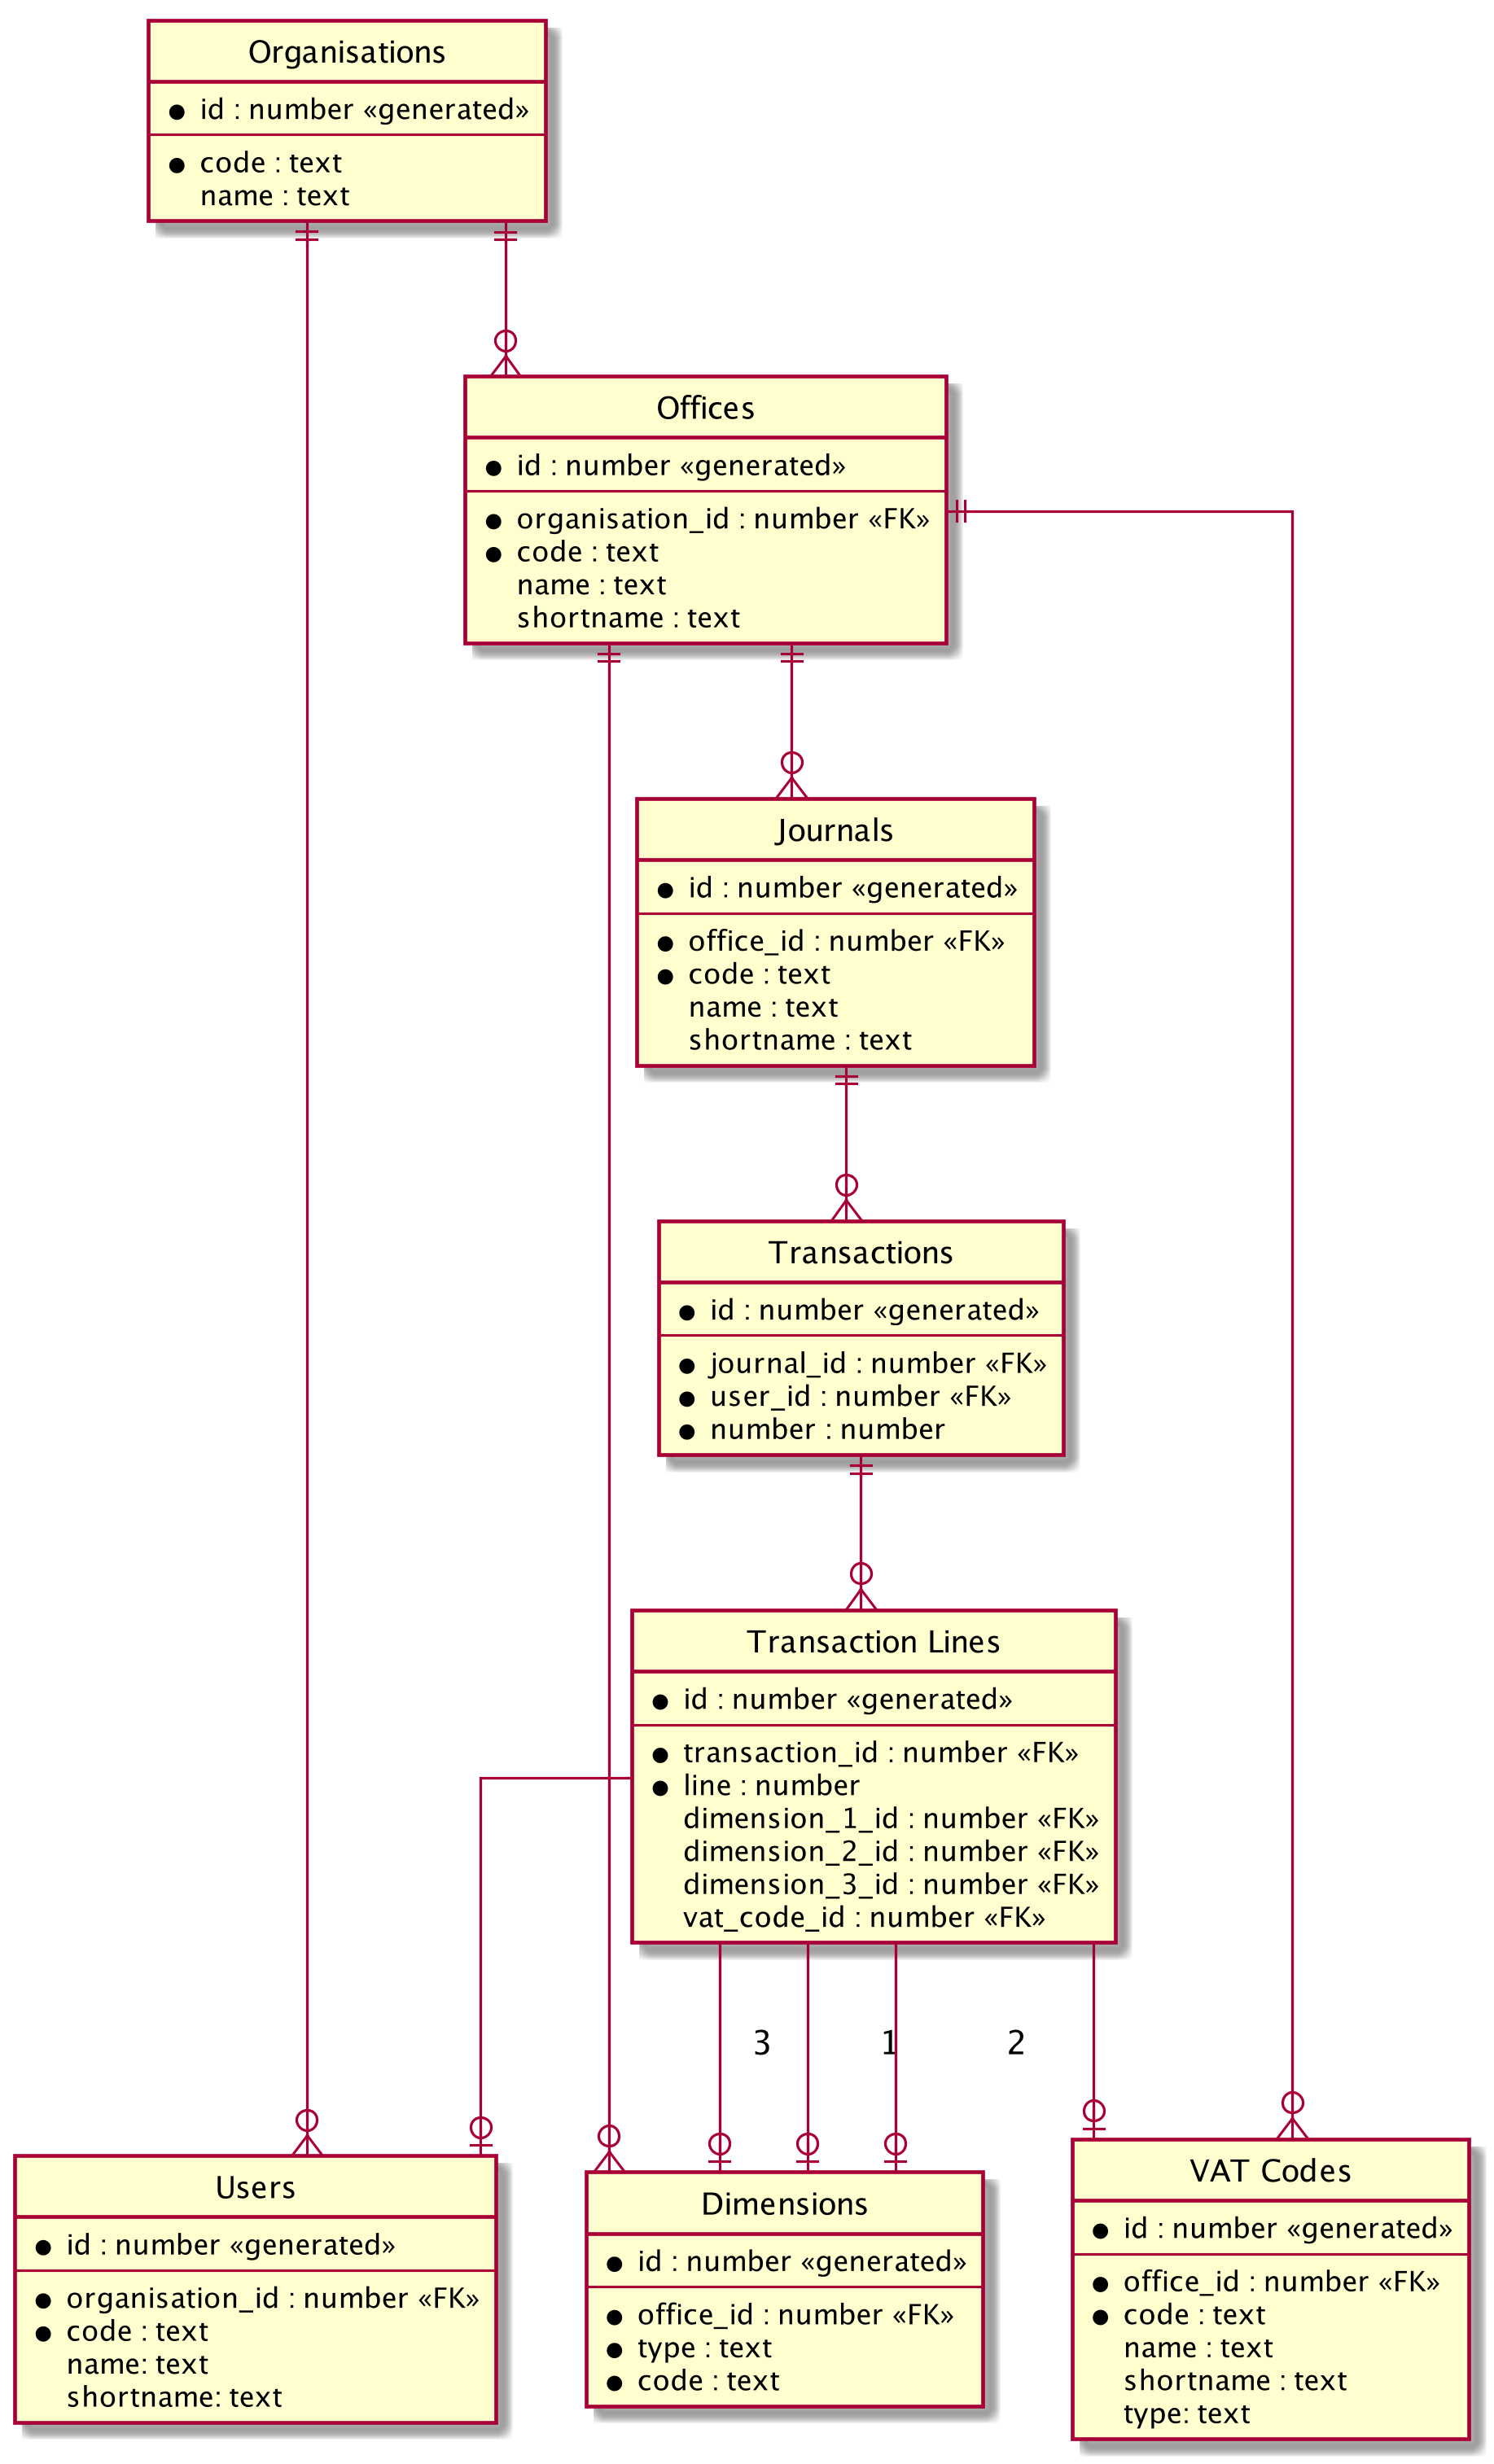 Organisations
id : number «generated»
code : text
name : text
Offices
id : number «generated»
organisation_id : number «FK»
code : text
name : text
shortname : text
Journals
id : number «generated»
office_id : number «FK»
code : text
name : text
shortname : text
Transactions
id : number «generated»
journal_id : number «FK»
user_id : number «FK»
number : number
Transaction Lines
id : number «generated»
transaction_id : number «FK»
line : number
dimension_1_id : number «FK»
dimension_2_id : number «FK»
dimension_3_id : number «FK»
vat_code_id : number «FK»
3 1 2
Users
id : number «generated»
organisation_id : number «FK»
code : text
name: text
shortname: text
Dimensions
id : number «generated»
office_id : number «FK»
type : text
code : text
VAT Codes
id : number «generated»
office_id : number «FK»
code : text
name : text
shortname : text
type: text